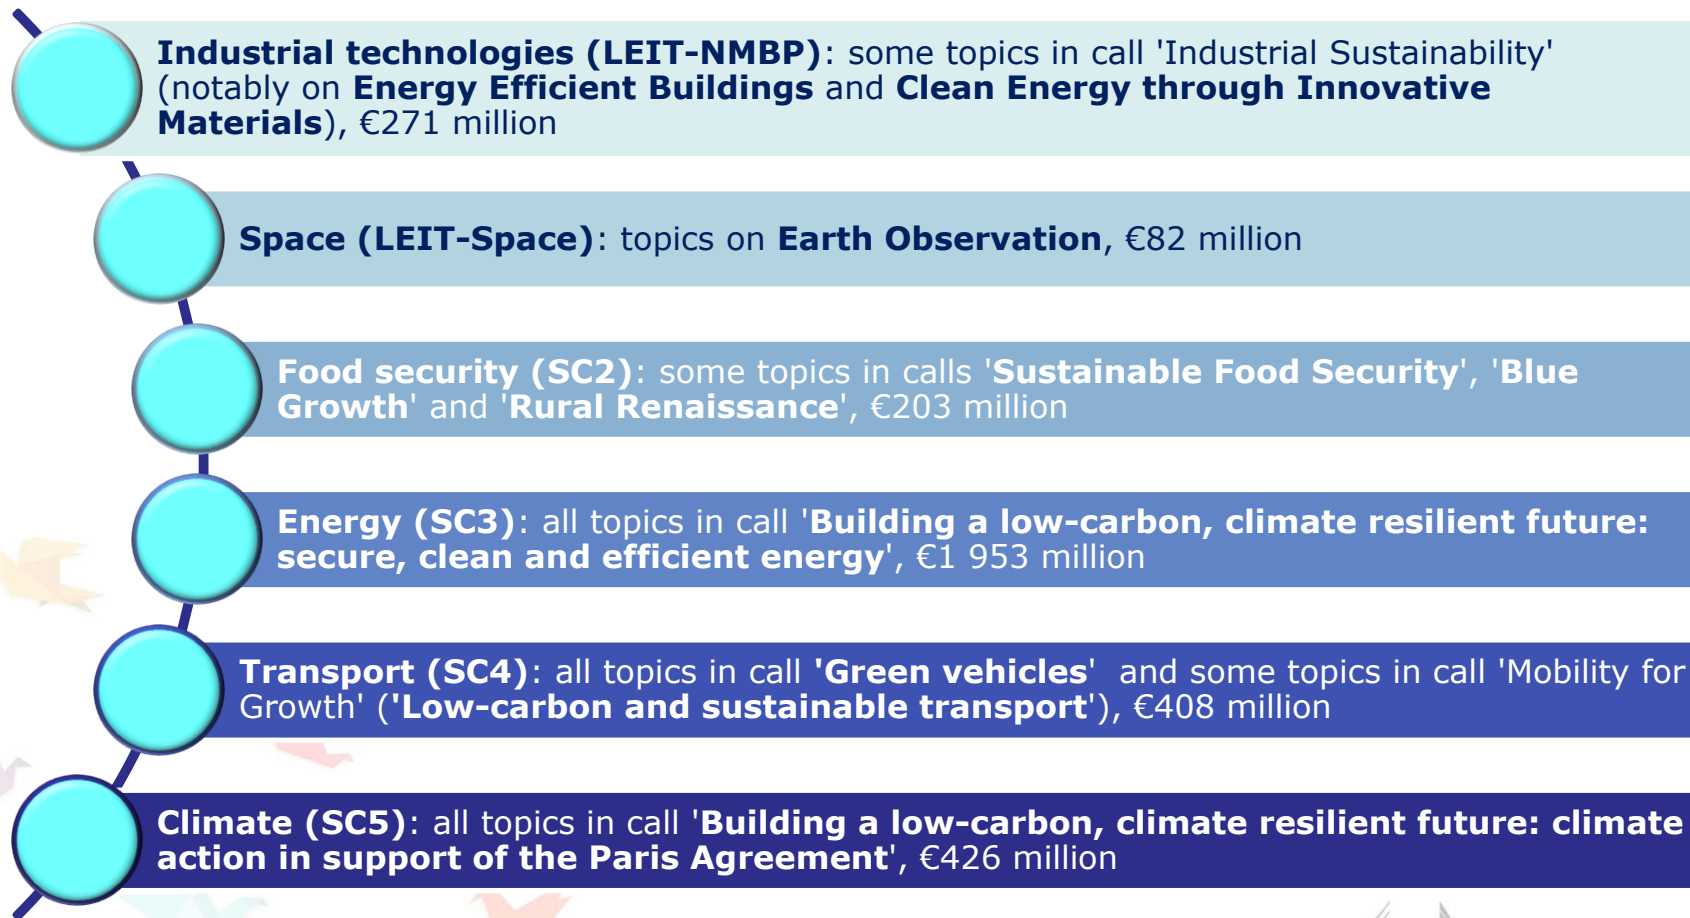 Industrial technologies (LEIT-NMBP): some topics in call 'Industrial Sustainability'
(notably on Energy Efficient Buildings and Clean Energy through Innovative
Materials), €271 million
Space (LEIT-Space): topics on Earth Observation, €82 million
Food security (SC2): some topics in calls 'Sustainable Food Security', 'Blue
Growth' and 'Rural Renaissance', €203 million
Energy (SC3): all topics in call 'Building a low-carbon, climate resilient future:
secure, clean and efficient energy', €1 953 million
Transport (SC4): all topics in call 'Green vehicles'  and some topics in call 'Mobility for
Growth' ('Low-carbon and sustainable transport'), €408 million
Climate (SC5): all topics in call 'Building a low-carbon, climate resilient future: climate
action in support of the Paris Agreement', €426 million